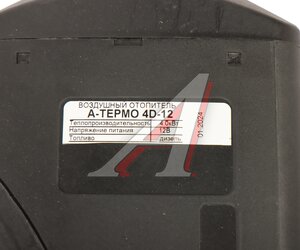 ВОЗДУШНЫЙ ОТОПИТЕЛЬ
А-ТЕРМО 4D-12
Теплопроизводительность 4.0кВт
Напряжение питания 12В
Топливо дизель
01-2024